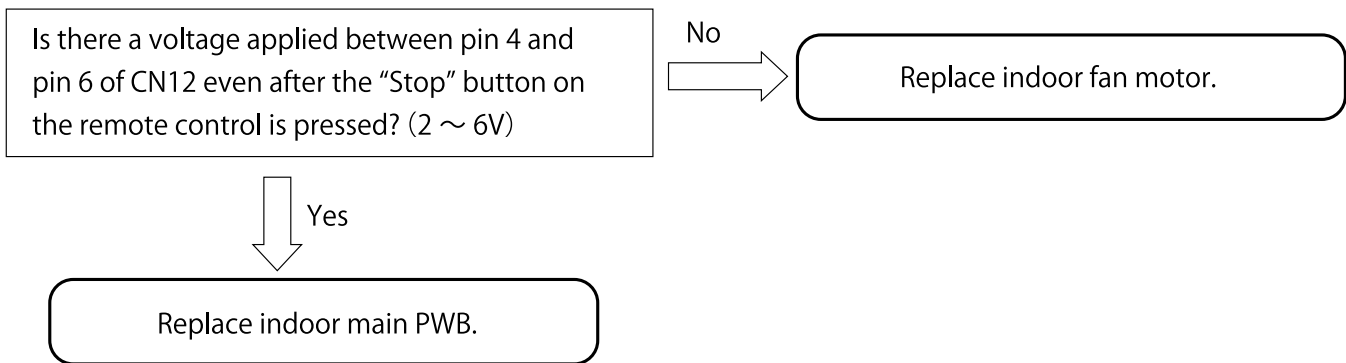 Is there a voltage applied between pin 4 and
pin 6 of CN12 even after the “Stop” button on
the remote control is pressed? (2 ～ 6V)
No
Replace indoor fan motor.
Yes
Replace indoor main PWB.